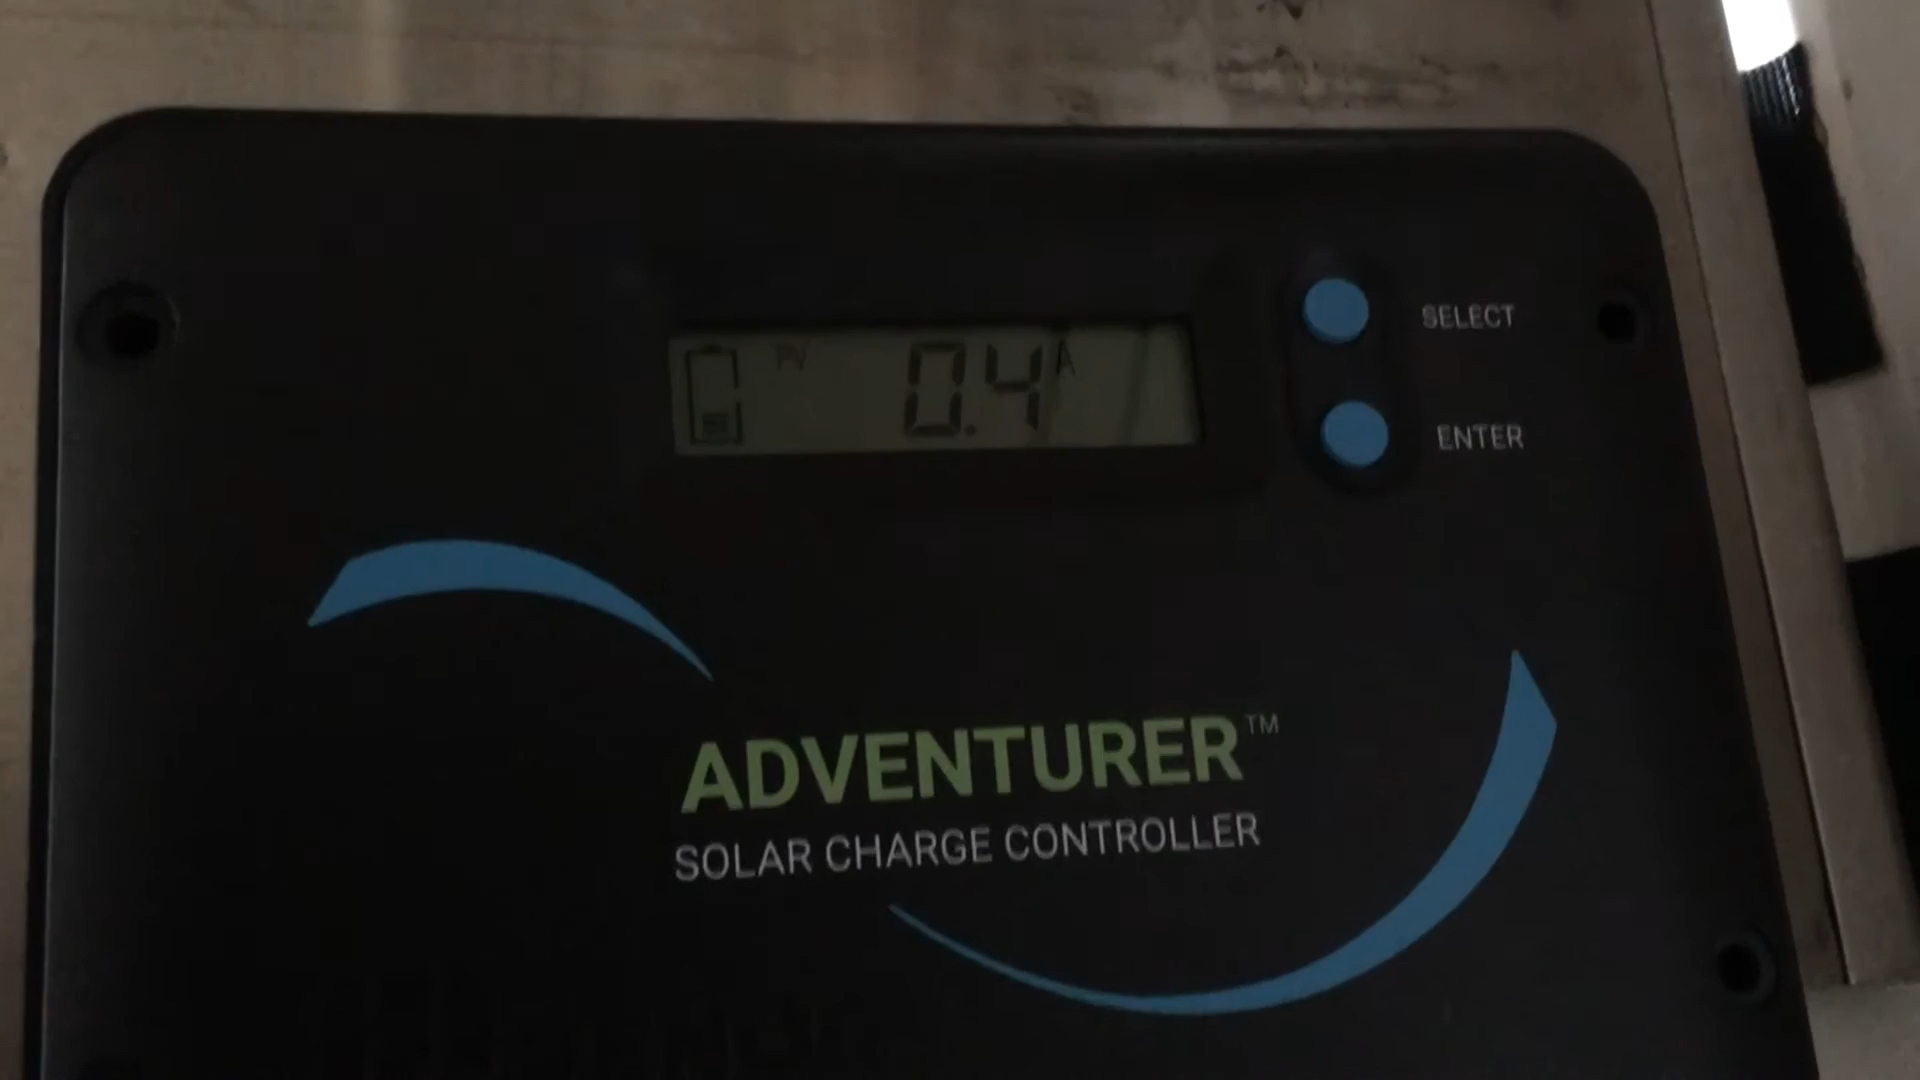 PV 0.4 A
SELECT
ENTER
ADVENTURER™
SOLAR CHARGE CONTROLLER